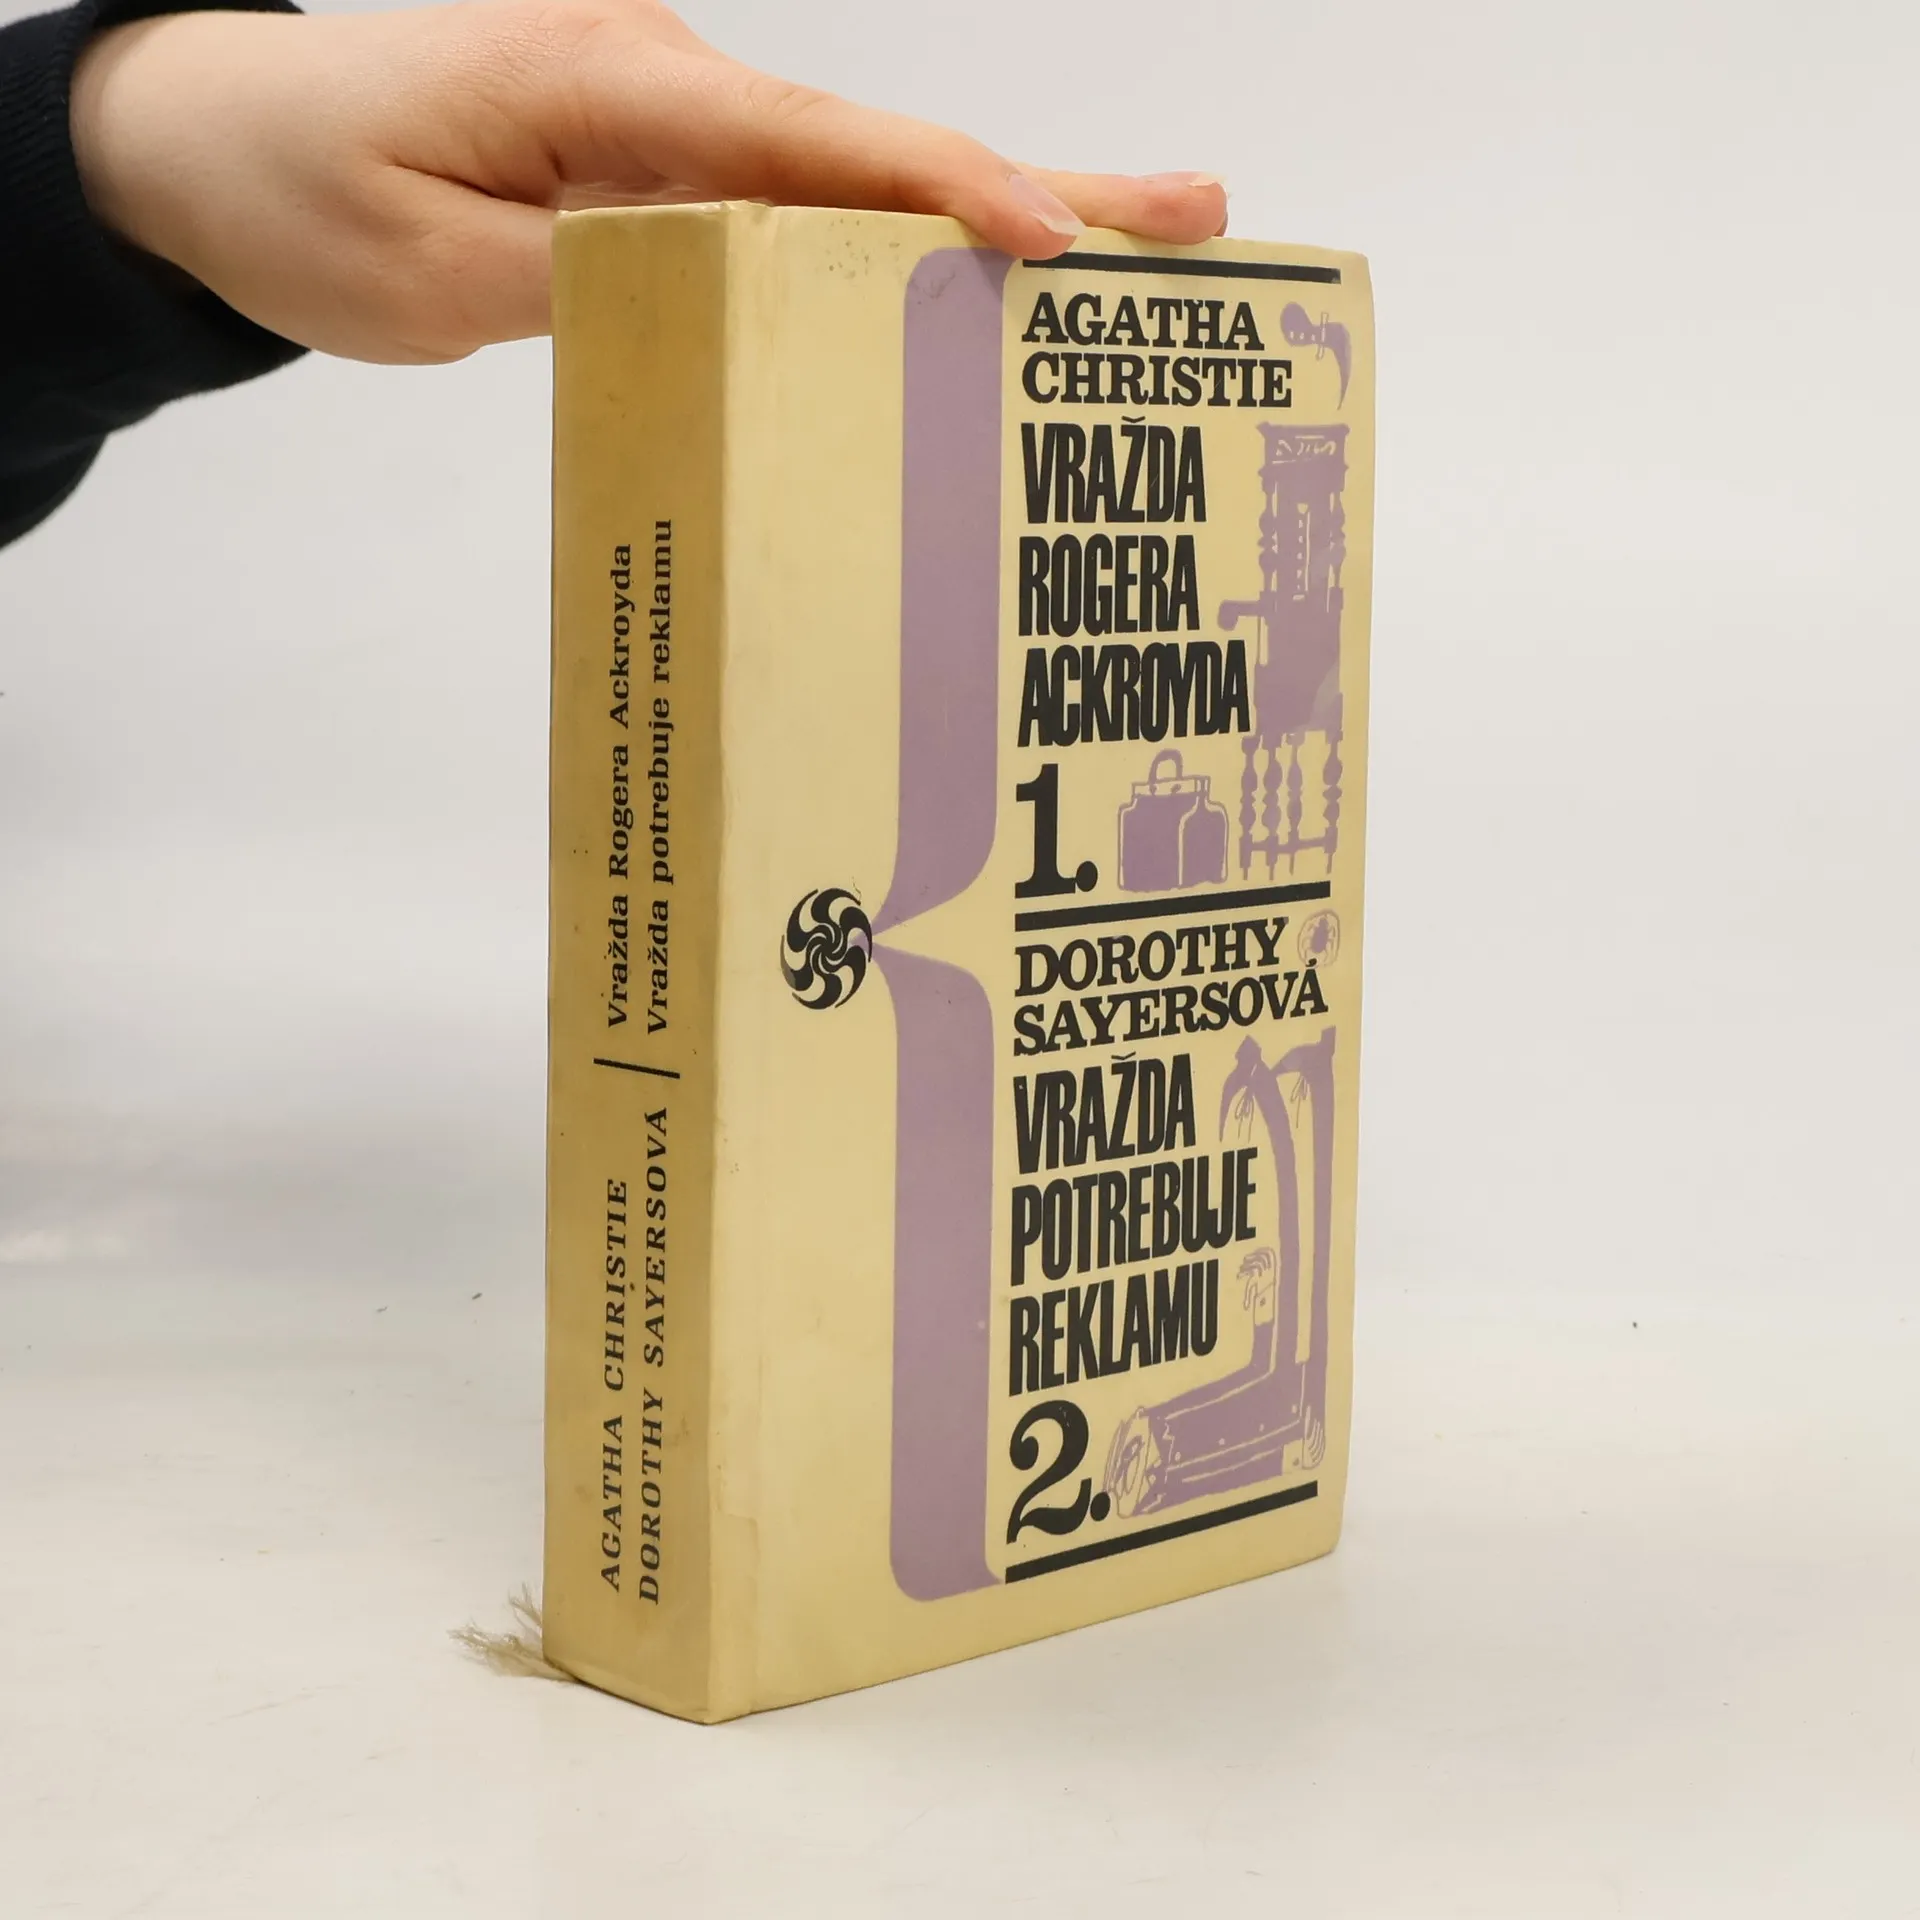 AGATHA CHRISTIE
DOROTHY SAYERSOVÁ
Vražda Rogera Ackroyda
Vražda potrebuje reklamu
AGATHA
CHRISTIE
VRAŽDA
ROGERA
ACKROYDA
1.
DOROTHY
SAYERSOVÁ
VRAŽDA
POTREBUJE
REKLAMU
2.